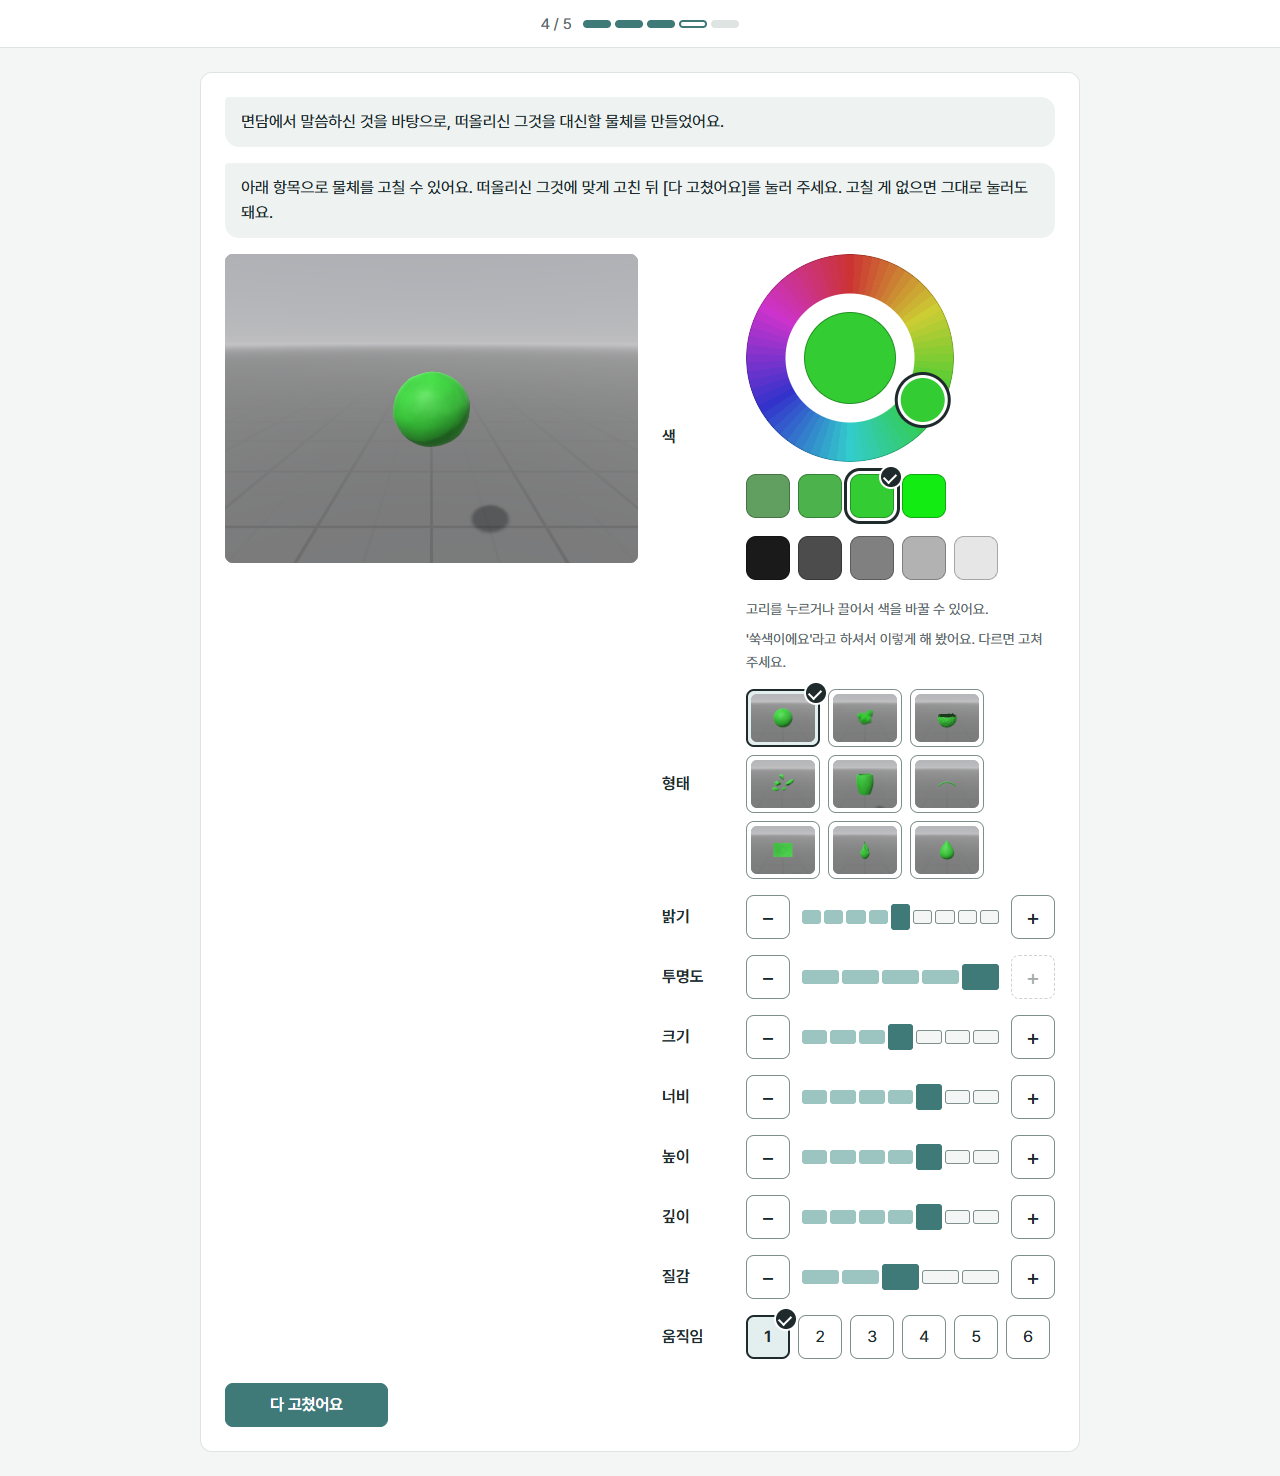 4 / 5
면담에서 말씀하신 것을 바탕으로, 떠올리신 그것을 대신할 물체를 만들었어요.
아래 항목으로 물체를 고칠 수 있어요. 떠올리신 그것에 맞게 고친 뒤 [다 고쳤어요]를 눌러 주세요. 고칠 게 없으면 그대로 눌러도
돼요.
색
고리를 누르거나 끌어서 색을 바꿀 수 있어요.
'쑥색이에요'라고 하셔서 이렇게 해 봤어요. 다르면 고쳐
주세요.
형태
밝기 − +
투명도 − +
크기 − +
너비 − +
높이 − +
깊이 − +
질감 − +
움직임 1 2 3 4 5 6
다 고쳤어요